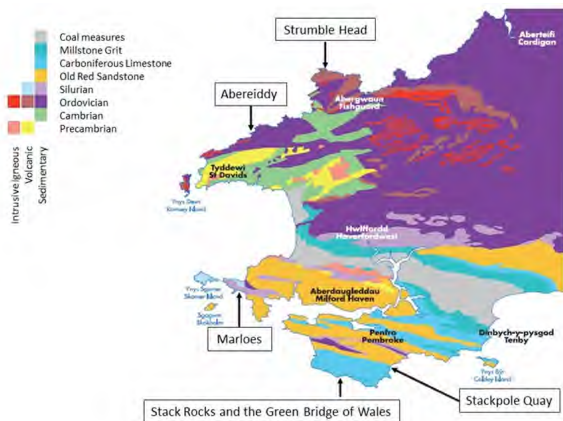 Coal measures
Millstone Grit
Carboniferous Limestone
Old Red Sandstone
Silurian
Ordovician
Cambrian
Precambrian
Intrusive Igneous
Volcanic
Sedimentary
Strumble Head
Aberteifi
Cardigan
Abereiddy
Abergwaun
Fishguard
Tyddewi
St Davids
Ynys Dewi
Ramsey Island
Hwlffordd
Haverfordwest
Ynys Sgomer
Skomer Island
Sgogwm
Skokholm
Aberdaugleddau
Milford Haven
Marloes
Penfro
Pembroke
Dinbych-y-pysgod
Tenby
Ynys Bŷr
Caldey Island
Stackpole Quay
Stack Rocks and the Green Bridge of Wales